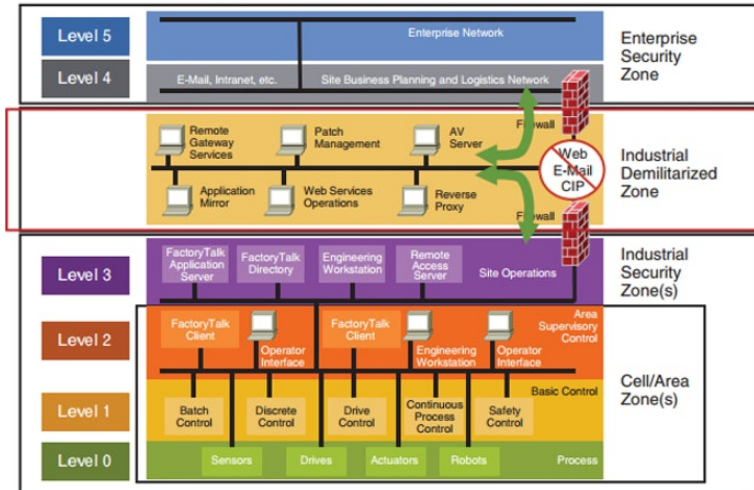 Level 5
Enterprise Network
Enterprise
Security
Zone
Level 4
E-Mail, Intranet, etc.
Site Business Planning and Logistics Network
Firewall
Remote
Gateway
Services
Patch
Management
AV
Server
Web
E-Mail
CIP
Industrial
Demilitarized
Zone
Application
Mirror
Web Services
Operations
Reverse
Proxy
Firewall
Level 3
FactoryTalk
Application
Server
FactoryTalk
Directory
Engineering
Workstation
Remote
Access
Server
Site Operations
Industrial
Security
Zone(s)
Level 2
FactoryTalk
Client
Operator
Interface
FactoryTalk
Client
Engineering
Workstation
Operator
Interface
Area
Supervisory
Control
Cell/Area
Zone(s)
Level 1
Basic Control
Batch
Control
Discrete
Control
Drive
Control
Continuous
Process
Control
Safety
Control
Level 0
Sensors
Drives
Actuators
Robots
Process